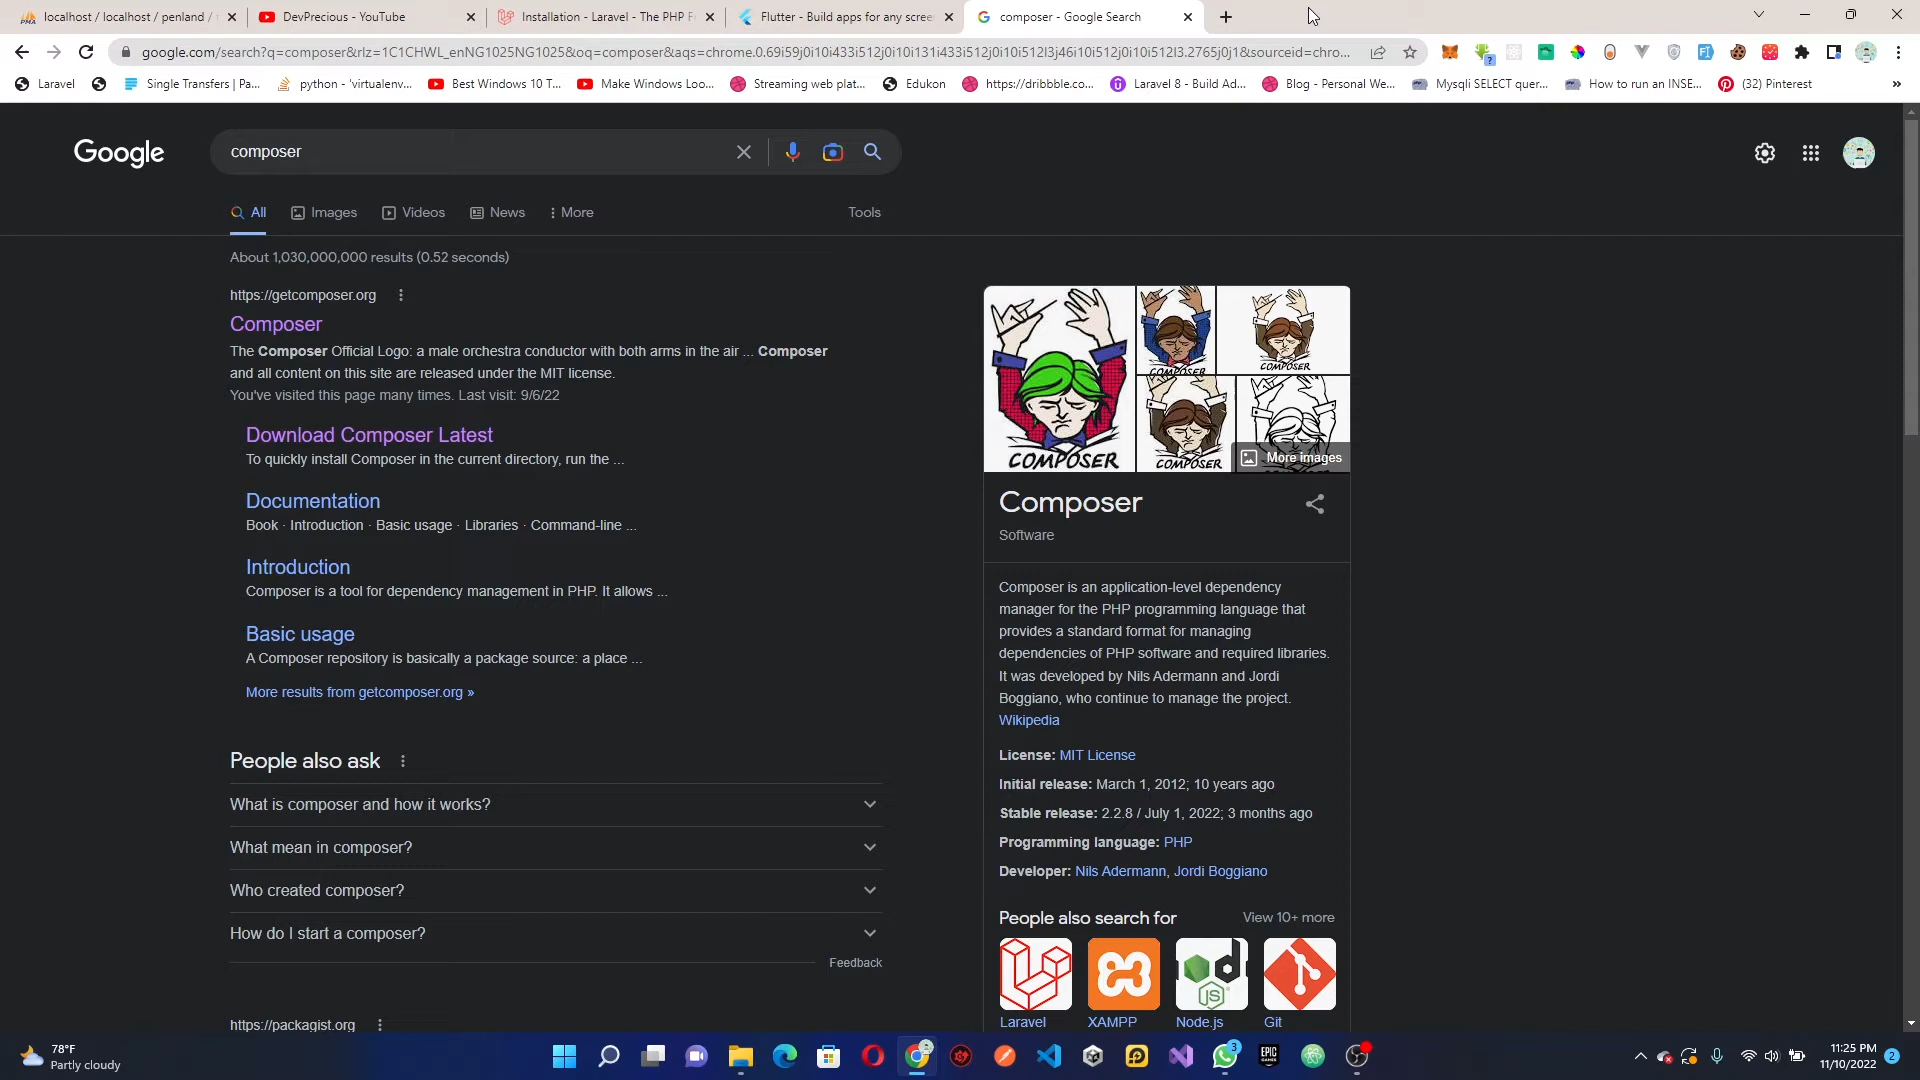 localhost / localhost / penland /
DevPrecious - YouTube
Installation - Laravel - The PHP F
Flutter - Build apps for any scree
composer - Google Search
google.com/search?q=composer&rlz=1C1CHWL_enNG1025NG1025&oq=composer&aqs=chrome.0.69i59j0i10i433i512j0i10i131i433i512j0i10i512l3j46i10i512j0i10i512l3.2765j0j1&sourceid=chro...
Laravel
Single Transfers | Pa...
python - 'virtualenv...
Best Windows 10 T...
Make Windows Loo...
Streaming web plat...
Edukon
https://dribbble.co...
Laravel 8 - Build Ad...
Blog - Personal We...
Mysqli SELECT quer...
How to run an INSE...
(32) Pinterest
»
Google
composer
All
Images
Videos
News
More
Tools
About 1,030,000,000 results (0.52 seconds)
https://getcomposer.org
Composer
The Composer Official Logo: a male orchestra conductor with both arms in the air ... Composer
and all content on this site are released under the MIT license.
You've visited this page many times. Last visit: 9/6/22
Download Composer Latest
To quickly install Composer in the current directory, run the ...
Documentation
Book · Introduction · Basic usage · Libraries · Command-line ...
Introduction
Composer is a tool for dependency management in PHP. It allows ...
Basic usage
A Composer repository is basically a package source: a place ...
More results from getcomposer.org »
People also ask
What is composer and how it works?
What mean in composer?
Who created composer?
How do I start a composer?
Feedback
https://packagist.org
COMPOSER
COMPOSER
COMPOSER
COMPOSER
More images
Composer
Software
Composer is an application-level dependency
manager for the PHP programming language that
provides a standard format for managing
dependencies of PHP software and required libraries.
It was developed by Nils Adermann and Jordi
Boggiano, who continue to manage the project.
Wikipedia
License: MIT License
Initial release: March 1, 2012; 10 years ago
Stable release: 2.2.8 / July 1, 2022; 3 months ago
Programming language: PHP
Developer: Nils Adermann, Jordi Boggiano
People also search for
View 10+ more
Laravel
XAMPP
Node.js
Git
78°F
Partly cloudy
3
EPIC
GAMES
11:25 PM
11/10/2022
2